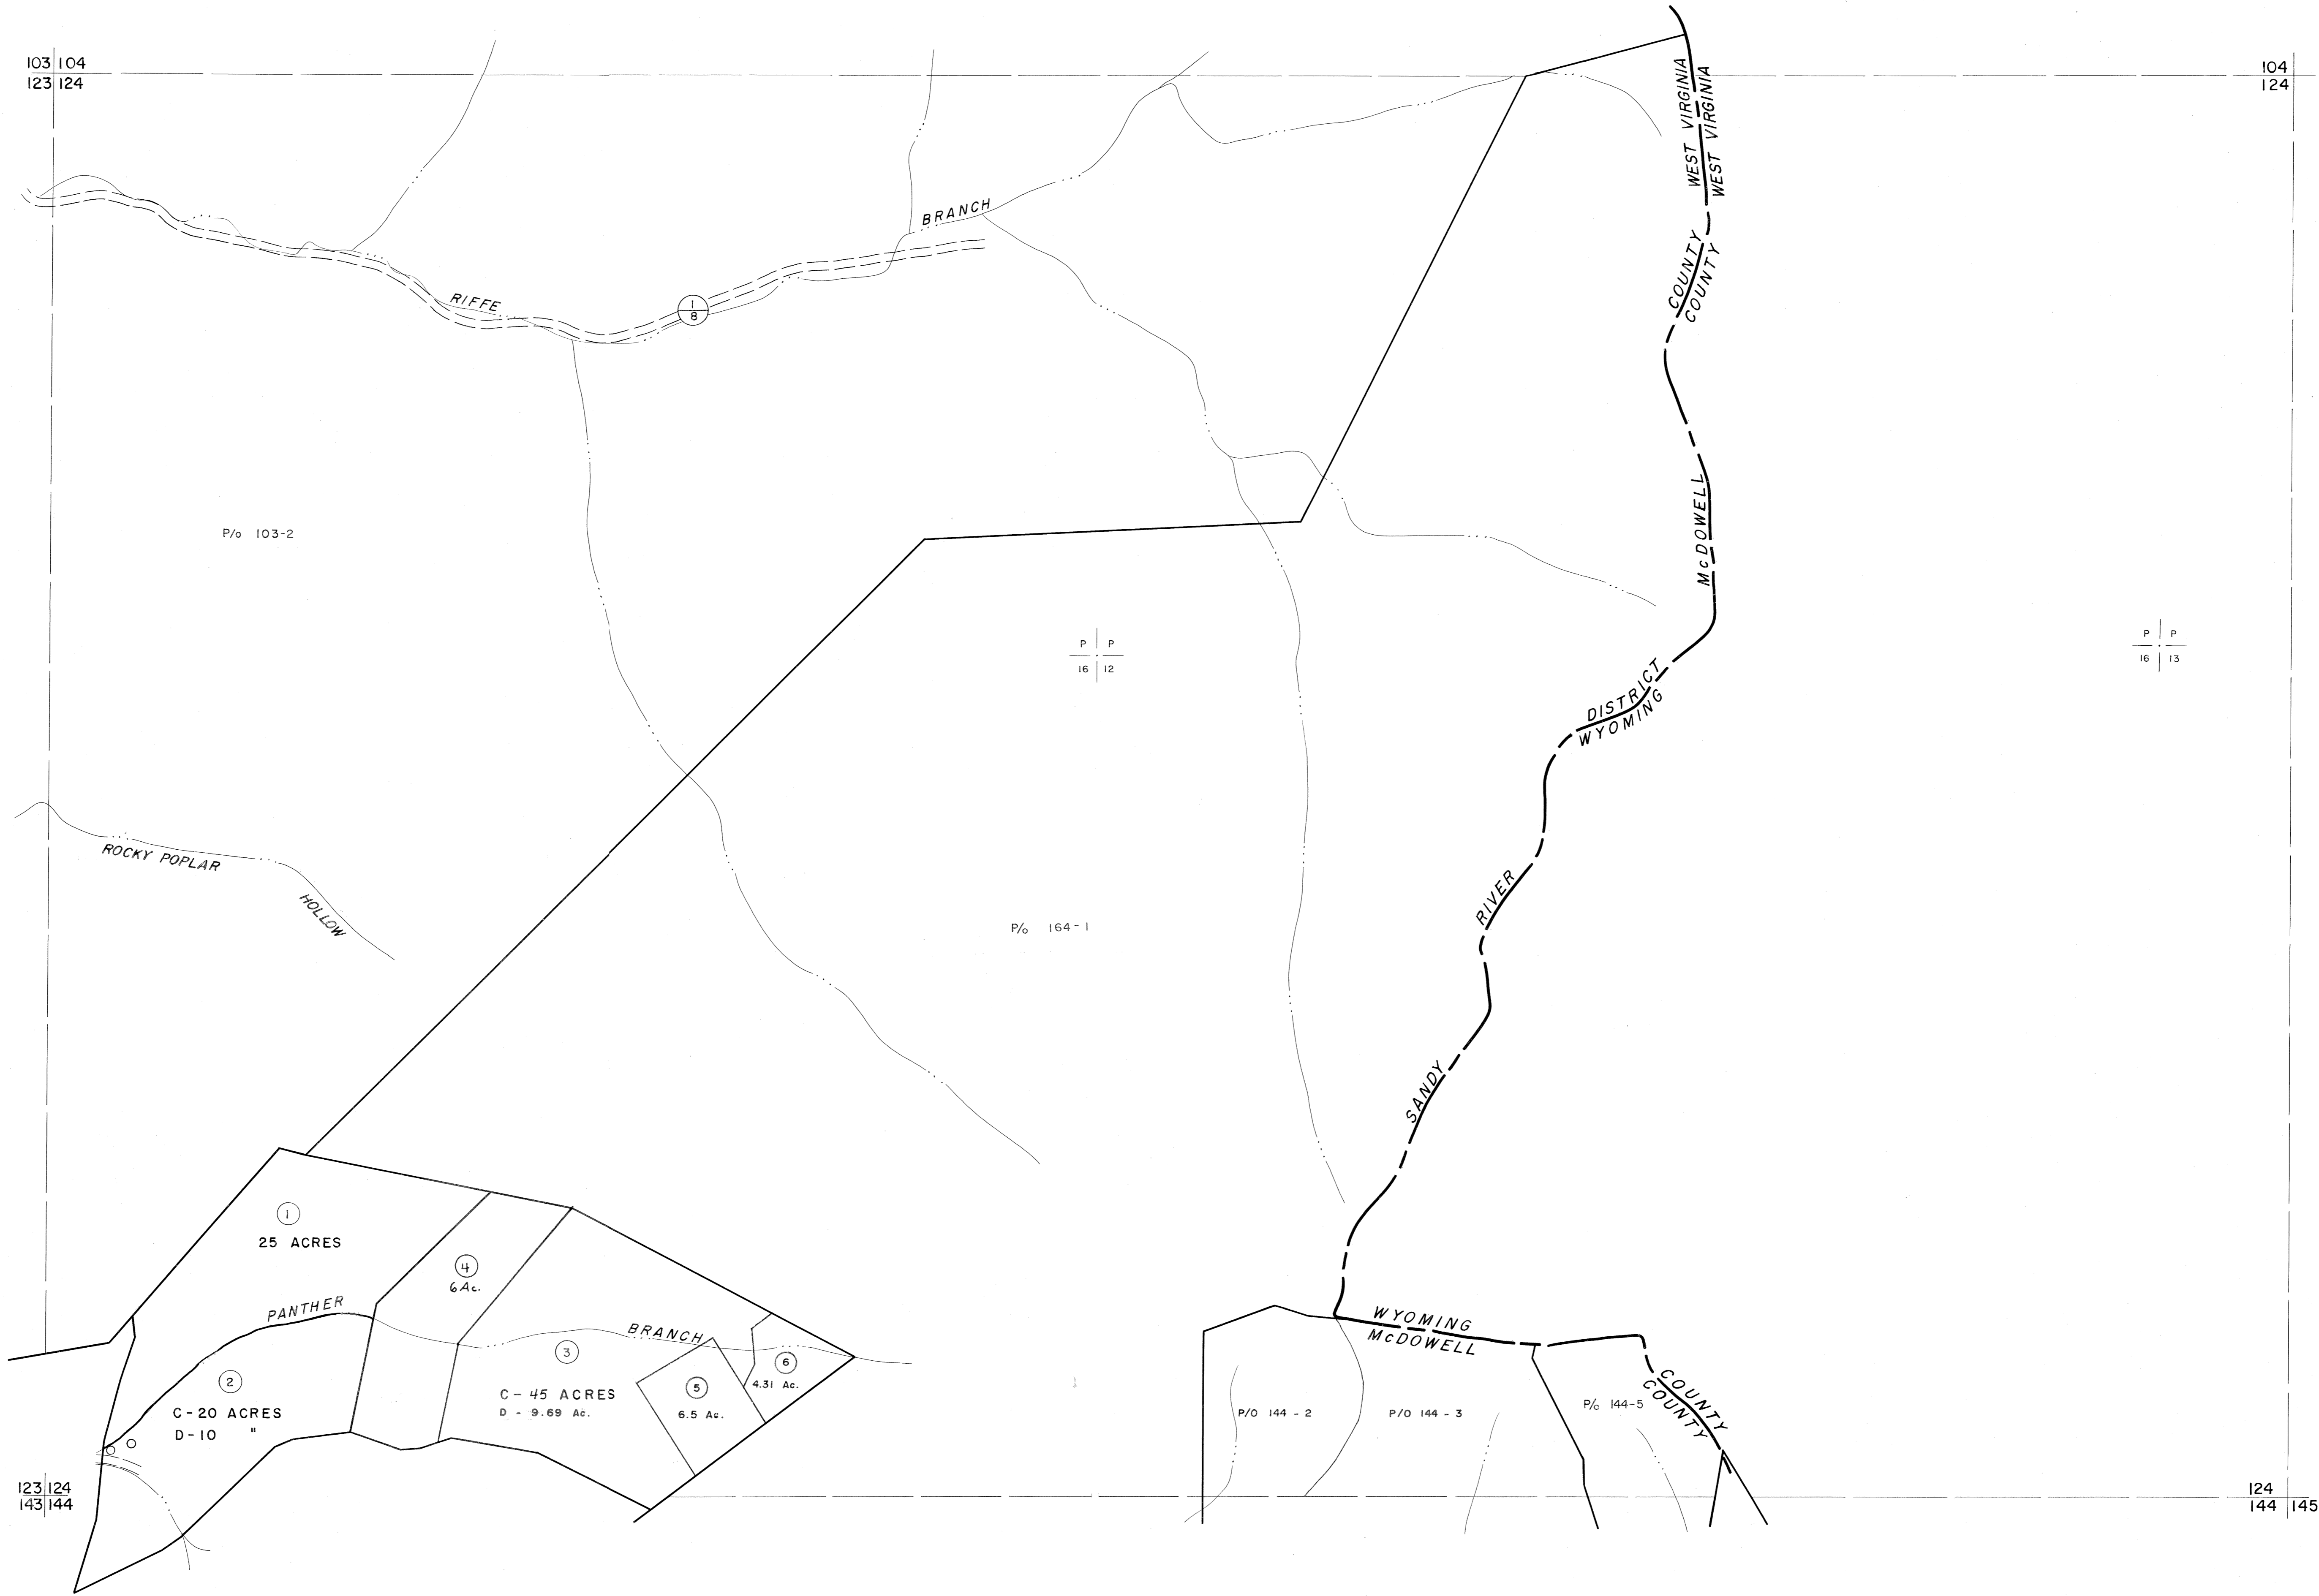 103 104
123 124
104
124
WEST VIRGINIA
WEST VIRGINIA
BRANCH
COUNTY
COUNTY
RIFFE
1
8
McDOWELL
P/o 103-2
P P
16 12
P P
16 13
DISTRICT
WYOMING
ROCKY POPLAR
HOLLOW
RIVER
P/o 164-1
SANDY
1
25 ACRES
4
6 Ac.
PANTHER
BRANCH
WYOMING
McDOWELL
3
C-45 ACRES
D - 9.69 Ac.
6
4.31 Ac.
2
C-20 ACRES
D-10 "
5
6.5 Ac.
P/O 144 - 2
P/O 144 - 3
P/o 144-5
COUNTY
COUNTY
123 124
143 144
124
144 145